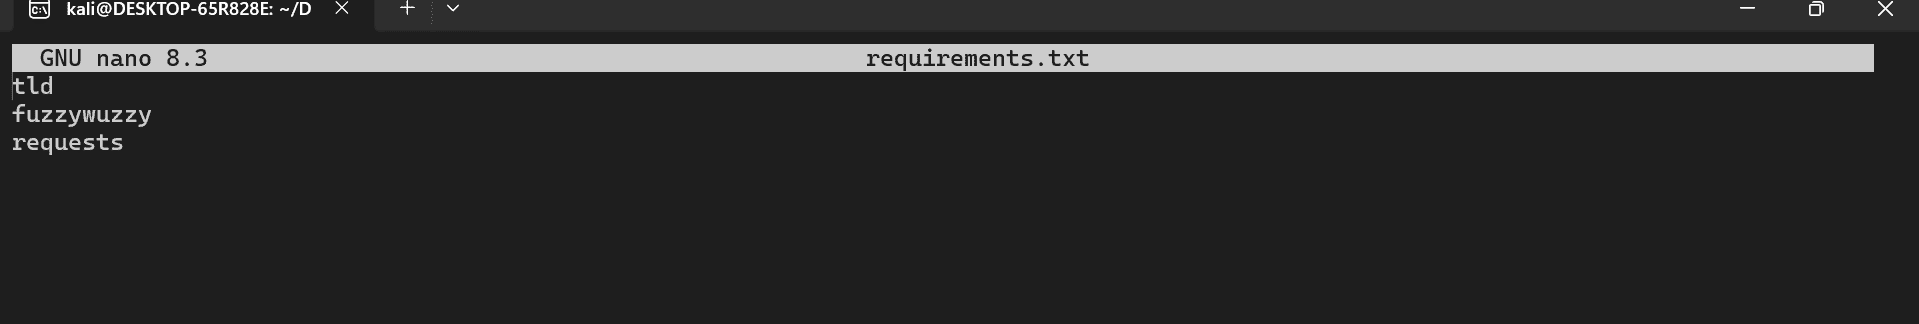 kali@DESKTOP-65R828E: ~/D
GNU nano 8.3 requirements.txt
tld
fuzzywuzzy
requests